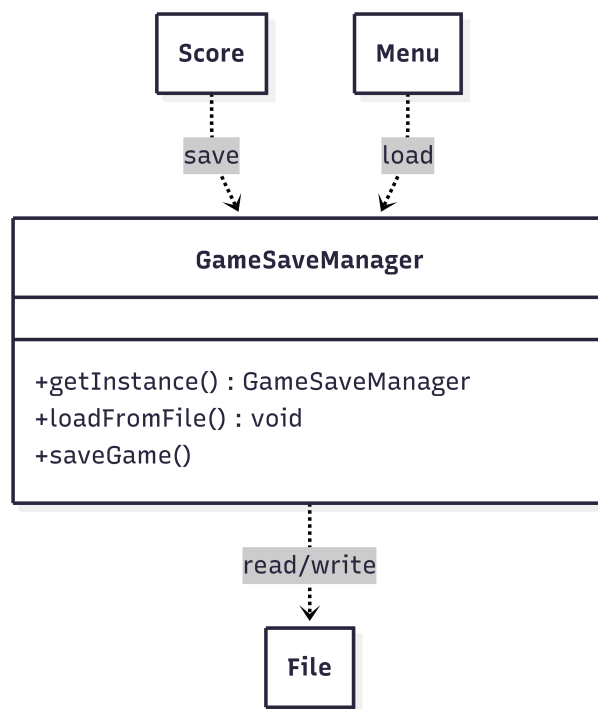 Score
Menu
save
load
GameSaveManager
+getInstance() : GameSaveManager
+loadFromFile() : void
+saveGame()
read/write
File